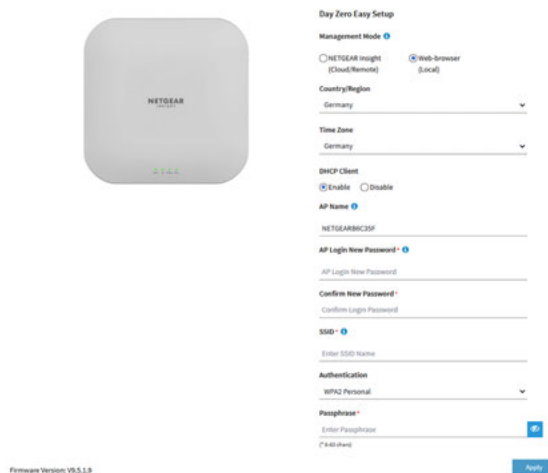 Day Zero Easy Setup
Management Mode
NETGEAR Insight
(Cloud/Remote)
Web-browser
(Local)
Country/Region
Germany
Time Zone
Germany
DHCP Client
Enable Disable
AP Name
NETGEARB6C35F
AP Login New Password*
AP Login New Password
Confirm New Password*
Confirm Login Password
SSID*
Enter SSID Name
Authentication
WPA2 Personal
Passphrase*
Enter Passphrase
Apply
NETGEAR
Firmware Version: V9.5.1.9